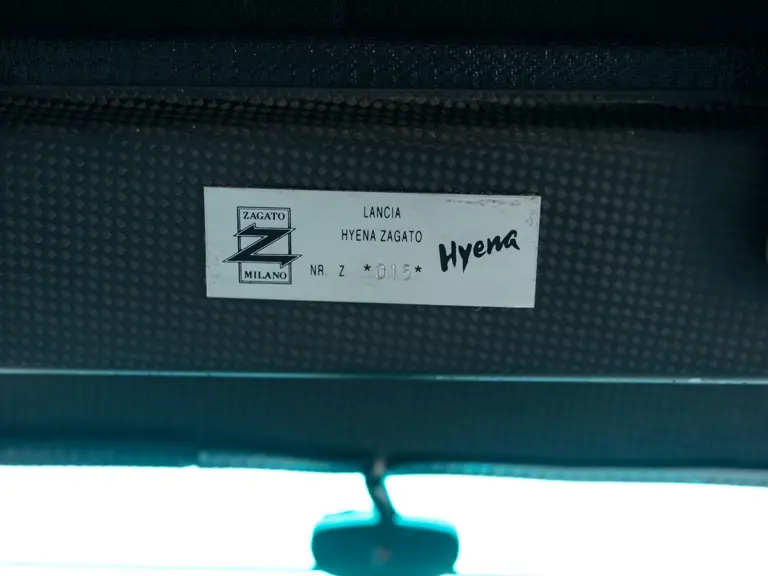 ZAGATO
MILANO
LANCIA
HYENA ZAGATO
NR. Z *015*
Hyena